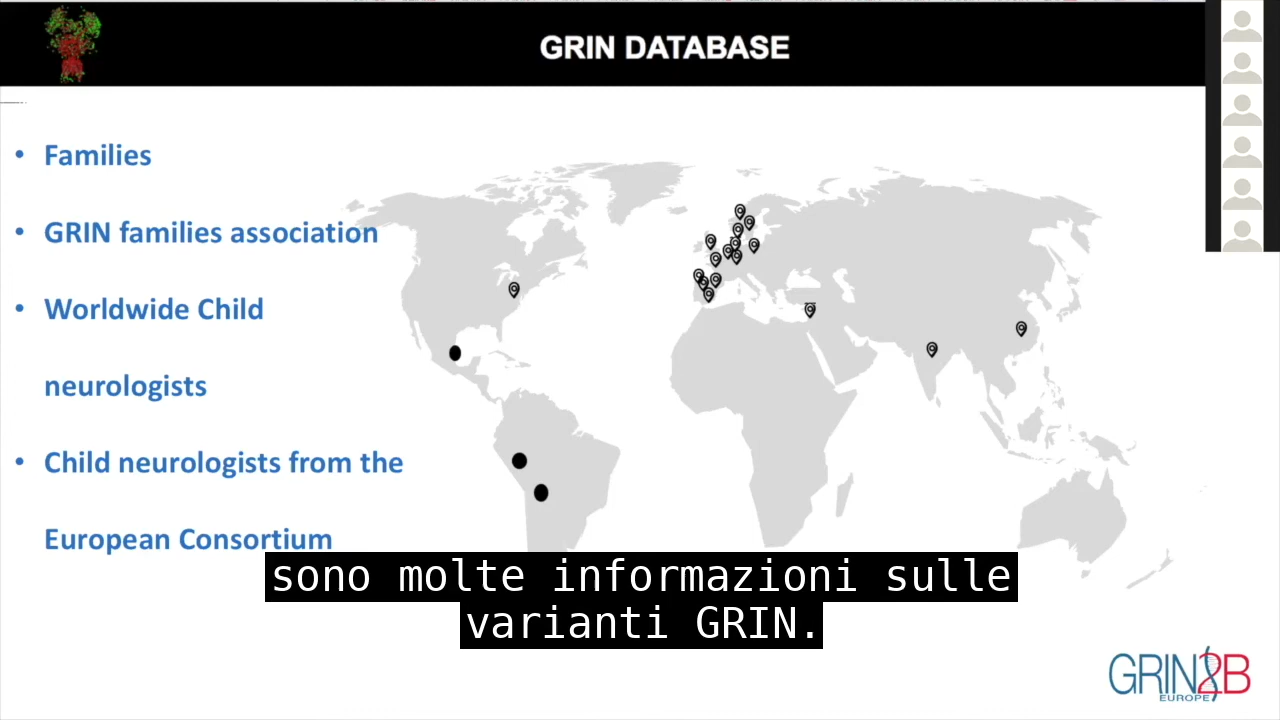 GRIN DATABASE
• Families
• GRIN families association
• Worldwide Child
neurologists
• Child neurologists from the
European Consortium
sono molte informazioni sulle
varianti GRIN.
GRIN2B
EUROPE